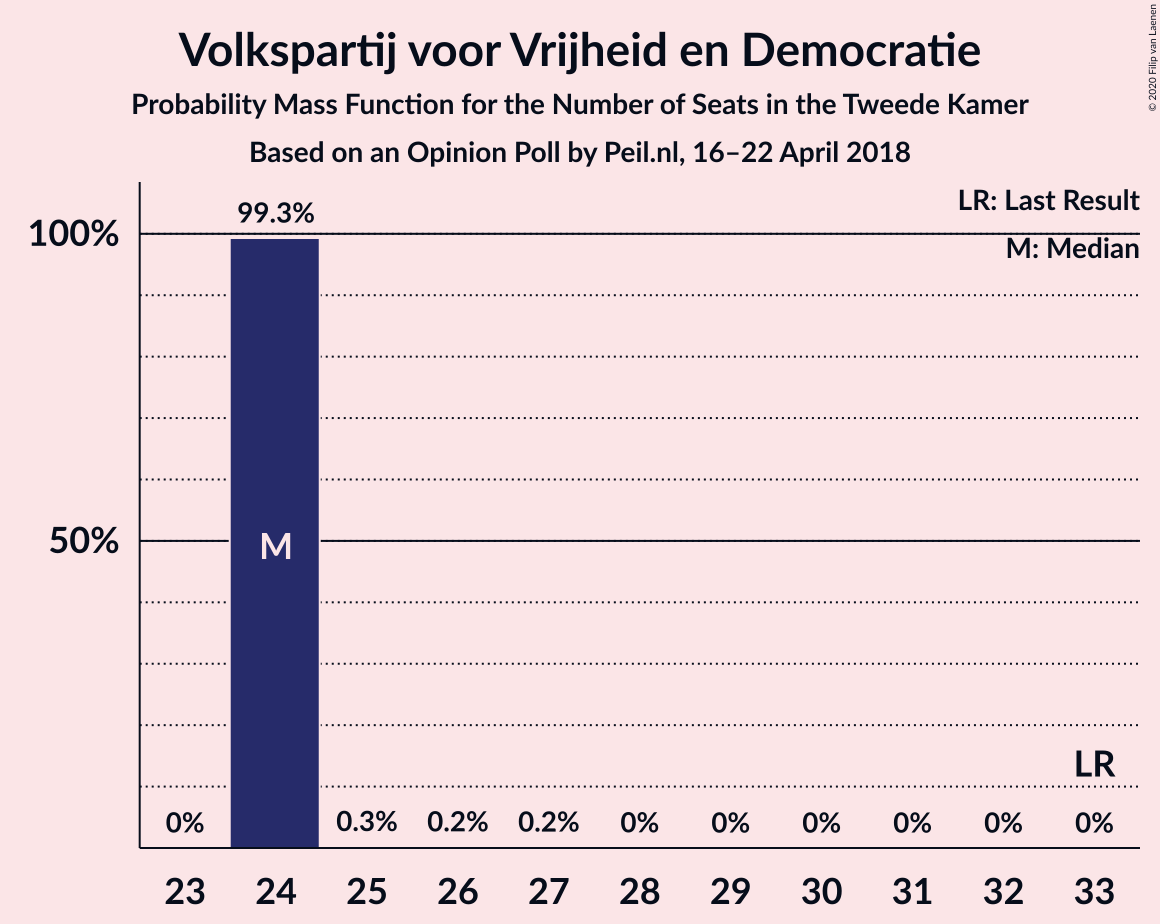 Volkspartij voor Vrijheid en Democratie
Probability Mass Function for the Number of Seats in the Tweede Kamer
Based on an Opinion Poll by Peil.nl, 16–22 April 2018
© 2020 Filip van Laenen
LR: Last Result
M: Median
99.3%
100%
50%
M
LR
0% 0.3% 0.2% 0.2% 0% 0% 0% 0% 0% 0%
23 24 25 26 27 28 29 30 31 32 33